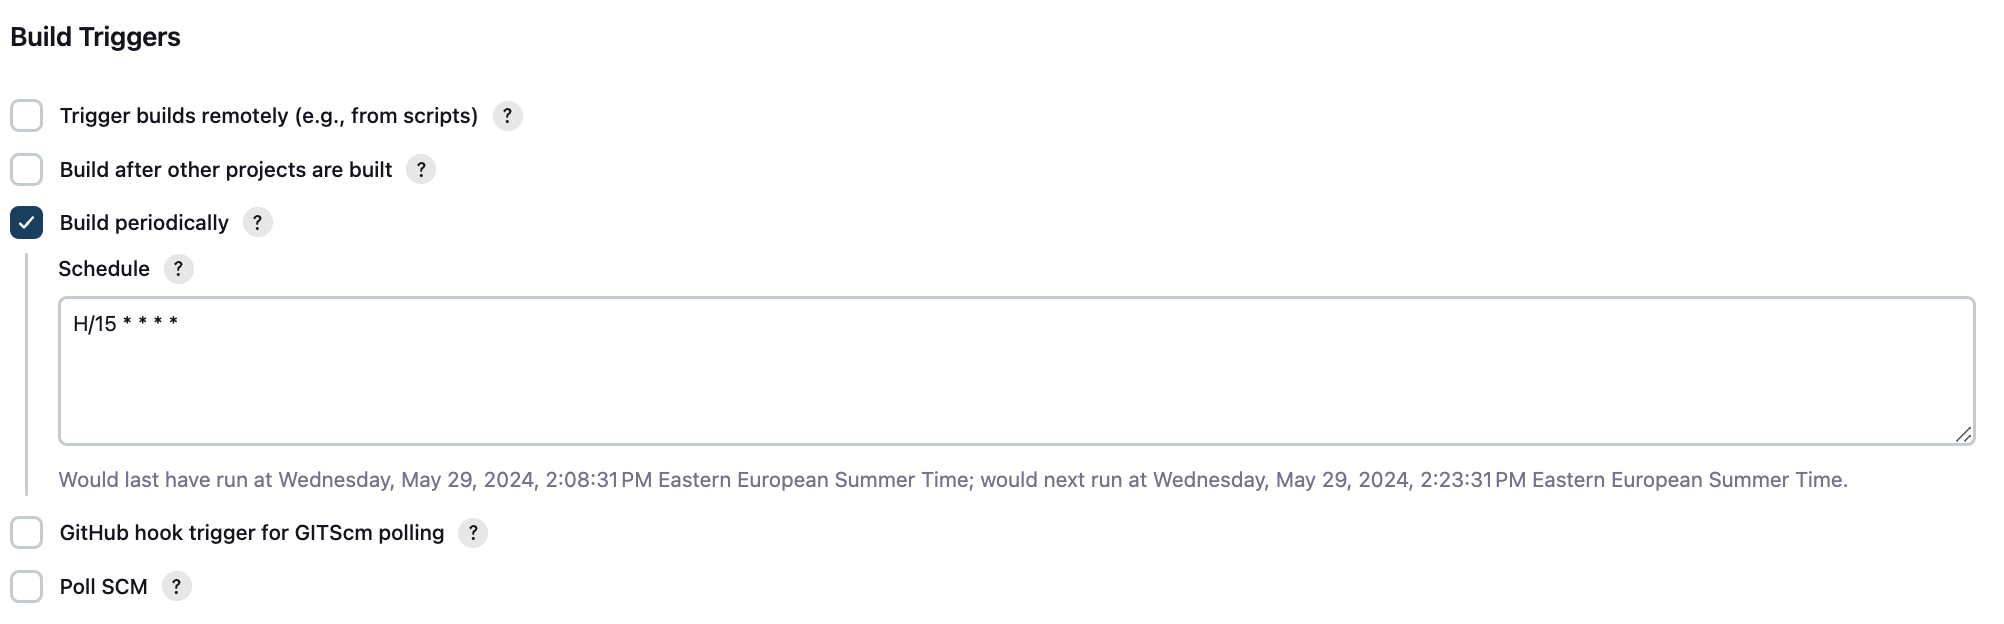 Build Triggers
Trigger builds remotely (e.g., from scripts) ?
Build after other projects are built ?
Build periodically ?
Schedule ?
H/15 * * * *
Would last have run at Wednesday, May 29, 2024, 2:08:31 PM Eastern European Summer Time; would next run at Wednesday, May 29, 2024, 2:23:31 PM Eastern European Summer Time.
GitHub hook trigger for GITScm polling ?
Poll SCM ?